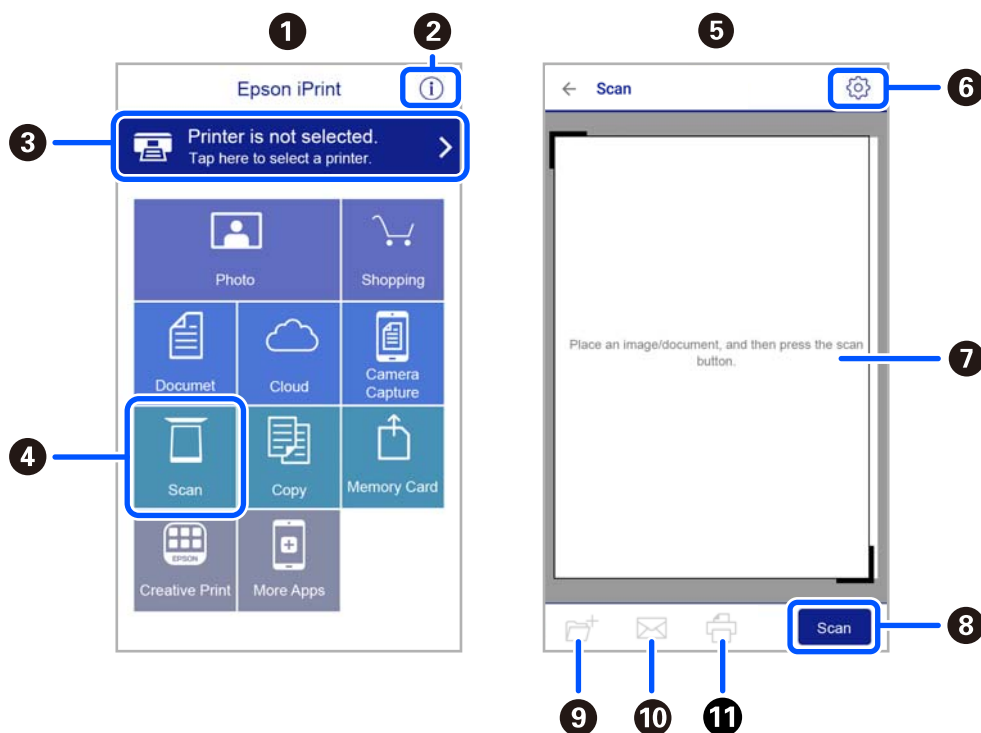 1
2
5
Epson iPrint
i
Scan
6
3
Printer is not selected.
Tap here to select a printer.
Photo
Shopping
Place an image/document, and then press the scan
button.
7
Documet
Cloud
Camera
Capture
4
Scan
Copy
Memory Card
EPSON
Creative Print
More Apps
Scan
8
9
10
11